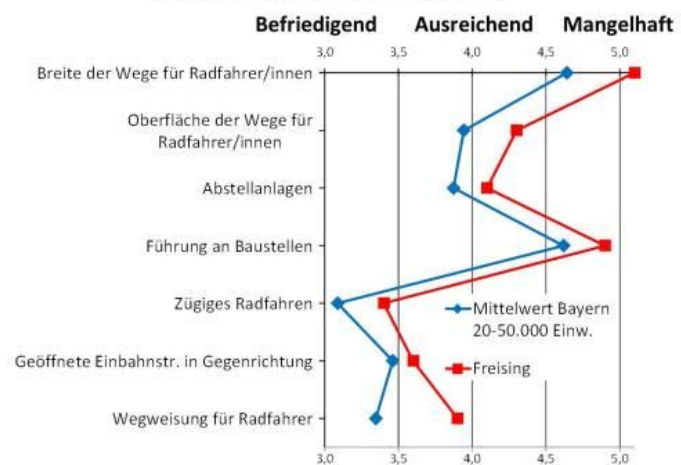 Befriedigend Ausreichend Mangelhaft
3,0 3,5 4,0 4,5 5,0
Breite der Wege für Radfahrer/innen
Oberfläche der Wege für
Radfahrer/innen
Abstellanlagen
Führung an Baustellen
Zügiges Radfahren
Geöffnete Einbahnstr. in Gegenrichtung
Wegweisung für Radfahrer
Mittelwert Bayern
20-50.000 Einw.
Freising
3,0 3,5 4,0 4,5 5,0